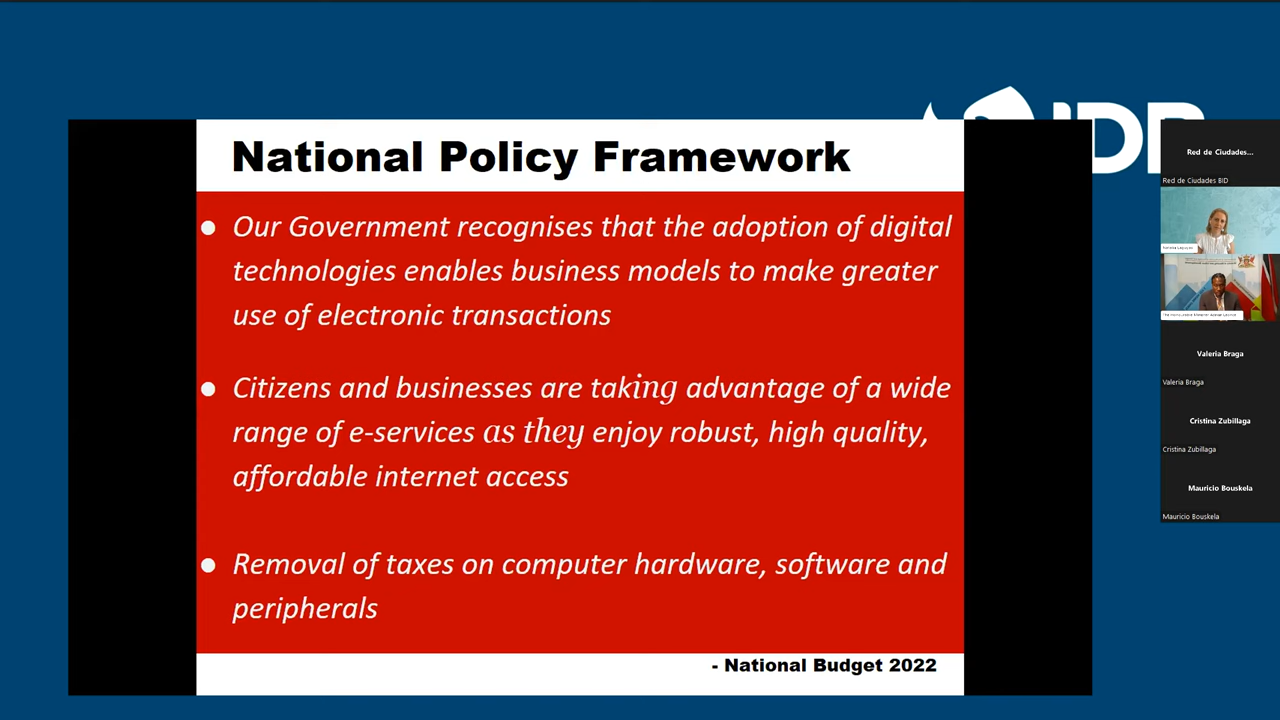 IDB
National Policy Framework
Our Government recognises that the adoption of digital
technologies enables business models to make greater
use of electronic transactions
Citizens and businesses are taking advantage of a wide
range of e-services as they enjoy robust, high quality,
affordable internet access
Removal of taxes on computer hardware, software and
peripherals
- National Budget 2022
Red de Ciudades...
Red de Ciudades BID
Valeria Braga
Valeria Braga
Cristina Zubillaga
Cristina Zubillaga
Mauricio Bouskela
Mauricio Bouskela